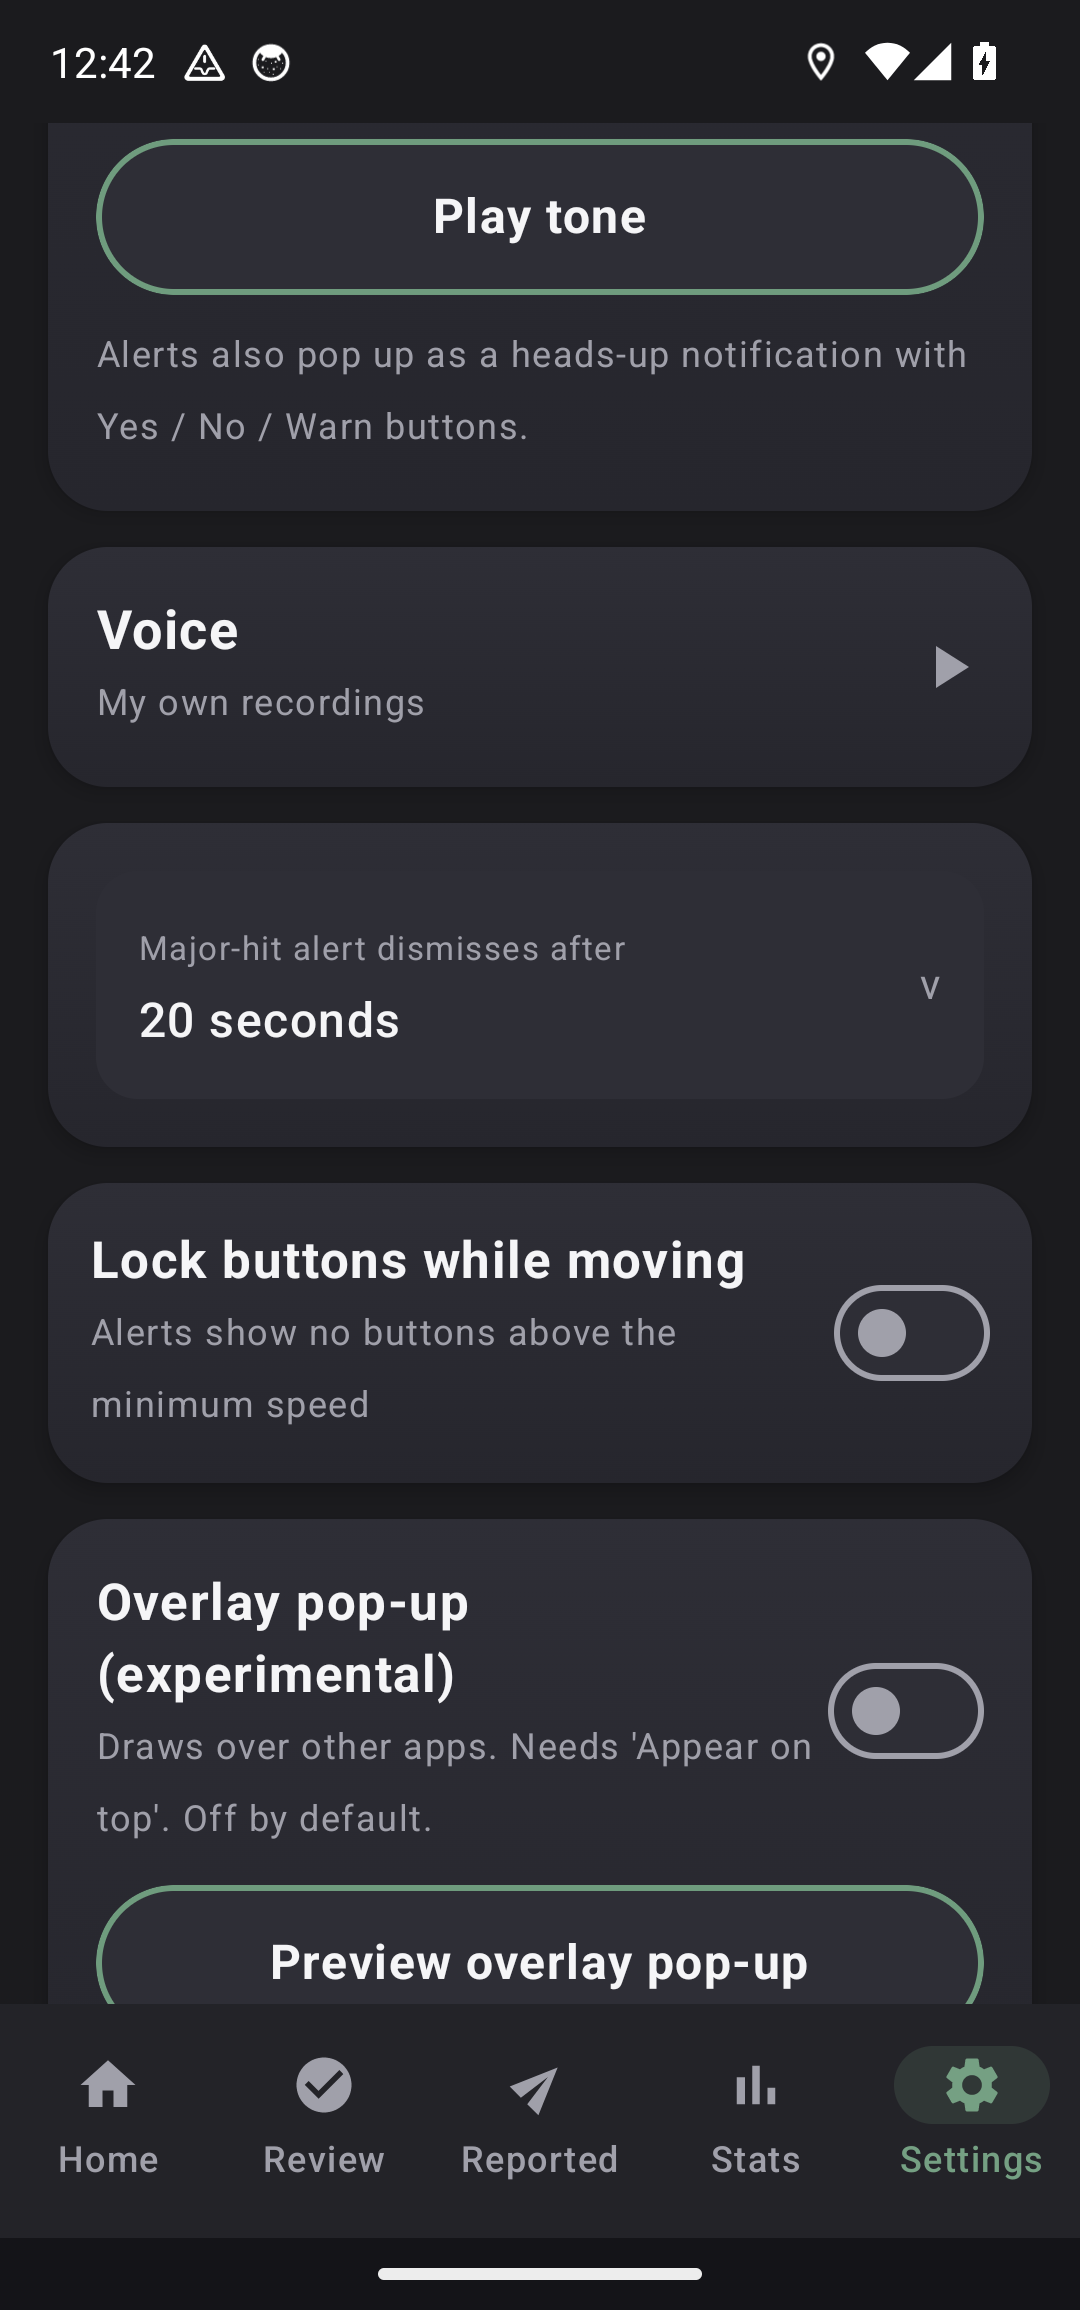 12:42
Play tone
Alerts also pop up as a heads-up notification with
Yes / No / Warn buttons.
Voice
My own recordings
Major-hit alert dismisses after
20 seconds
v
Lock buttons while moving
Alerts show no buttons above the
minimum speed
Overlay pop-up
(experimental)
Draws over other apps. Needs 'Appear on
top'. Off by default.
Preview overlay pop-up
Home
Review
Reported
Stats
Settings